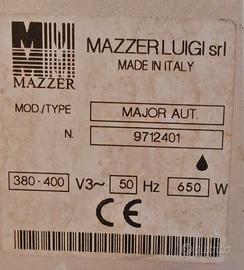 MAZZER LUIGI srl
MADE IN ITALY
MAZZER
MOD./TYPE MAJOR AUT.
N. 9712401
380-400 V3~ 50 Hz 650 W
CE